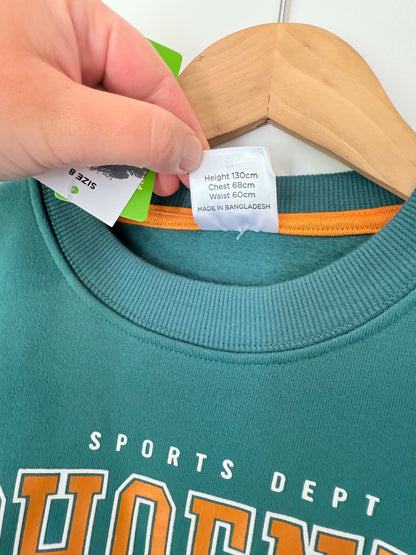 Height 130cm
Chest 68cm
Waist 60cm
MADE IN BANGLADESH
SIZE 8
SPORTS DEPT